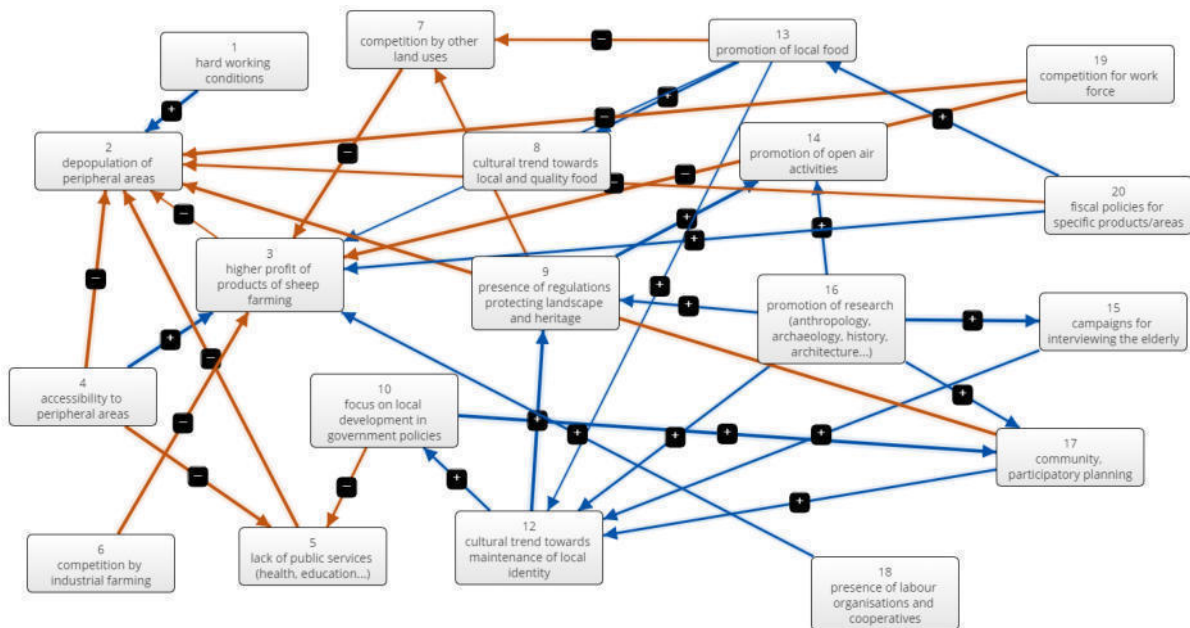 1
hard working
conditions
2
depopulation of
peripheral areas
3
higher profit of
products of sheep
farming
4
accessibility to
peripheral areas
5
lack of public services
(health, education...)
6
competition by
industrial farming
7
competition by other
land uses
8
cultural trend towards
local and quality food
9
presence of regulations
protecting landscape
and heritage
10
focus on local
development in
government policies
12
cultural trend towards
maintenance of local
identity
13
promotion of local food
14
promotion of open air
activities
15
campaigns for
interviewing the elderly
16
promotion of research
(anthropology,
archaeology, history,
architecture...)
17
community,
participatory planning
18
presence of labour
organisations and
cooperatives
19
competition for work
force
20
fiscal policies for
specific products/areas